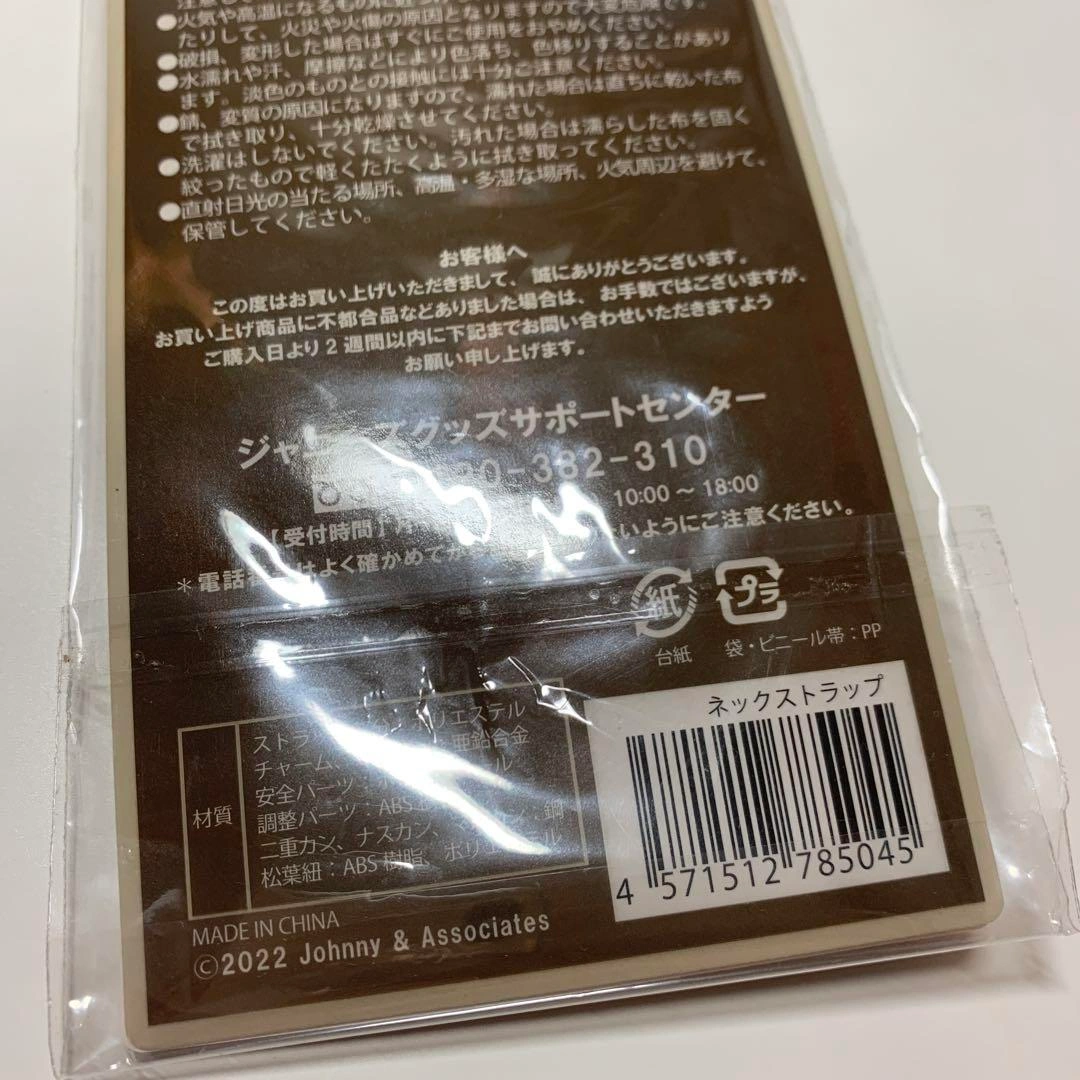 ●火気や高温になるものに近づけ
たりして、火災や火傷の原因となりますので大変危険です。
●破損、変形した場合はすぐにご使用をおやめください。
●水濡れや汗、摩擦などにより色落ち、色移りすることがあり
ます。淡色のものとの接触には十分ご注意ください。
●錆、変質の原因になりますので、濡れた場合は直ちに乾いた布
で拭き取り、十分乾燥させてください。
●洗濯はしないでください。汚れた場合は濡らした布を固く
絞ったもので軽くたたくように拭き取ってください。
●直射日光の当たる場所、高温・多湿な場所、火気周辺を避けて、
保管してください。
お客様へ
この度はお買い上げいただきまして、誠にありがとうございます。
お買い上げ商品に不都合品などありました場合は、お手数ではございますが、
ご購入日より2週間以内に下記までお問い合わせいただきますよう
お願い申し上げます。
ジャ ズグッズサポートセンター
20-382-310
【受付時間】 10:00～18:00
＊電話 はよく確かめて いようにご注意ください。
紙 プラ
台紙 袋・ビニール帯：PP
材質
ストラ リエステル
チャーム 亜鉛合金
安全パーツ ル
調整パーツ：ABS
二重カン、ナスカン、 鋼
松葉紐：ABS樹脂、ポリ ル
MADE IN CHINA
©2022 Johnny & Associates
ネックストラップ
4 571512 785045